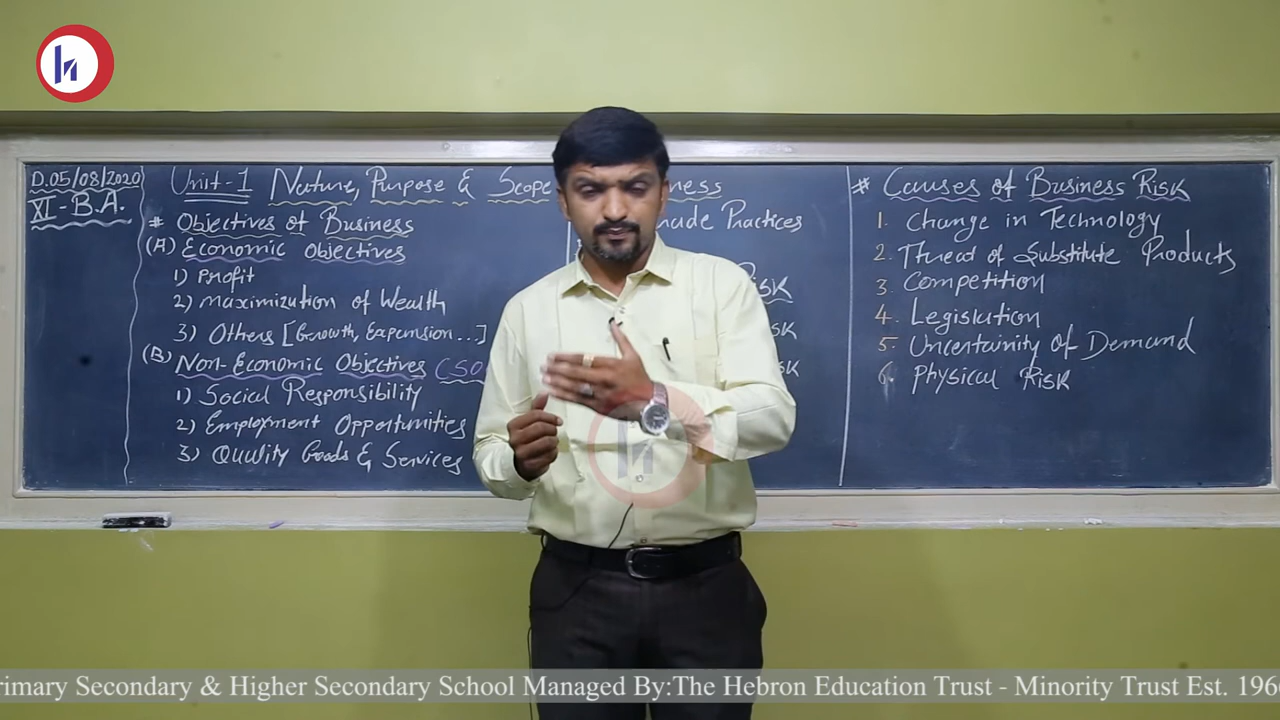 D.05/08/2020
XI - B.A.
Unit-1 Nature, Purpose & Scope
ness
# Objectives of Business
(A) Economic Objectives
1) Profit
2) Maximization of Wealth
3) Others [Growth, Expansion...]
(B) Non-Economic Objectives (SO
1) Social Responsibility
2) Employment Opportunities
3) Quality Goods & Services
Practices
Risk
# Causes of Business Risk
1. Change in Technology
2. Thread of Substitute Products
3. Competition
4. Legislation
5. Uncertainity of Demand
6. Physical Risk
rimary Secondary & Higher Secondary School Managed By:The Hebron Education Trust - Minority Trust Est. 196